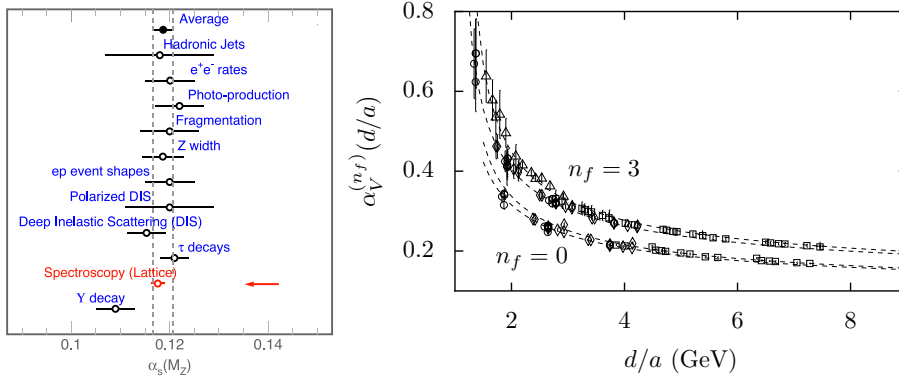 Average
Hadronic Jets
e⁺e⁻ rates
Photo-production
Fragmentation
Z width
ep event shapes
Polarized DIS
Deep Inelastic Scattering (DIS)
τ decays
Spectroscopy (Lattice)
Υ decay
0.1 0.12 0.14
α_s(M_Z)
0.8
0.6
0.4
0.2
α_V^(n_f)(d/a)
n_f = 3
n_f = 0
2 4 6 8
d/a (GeV)